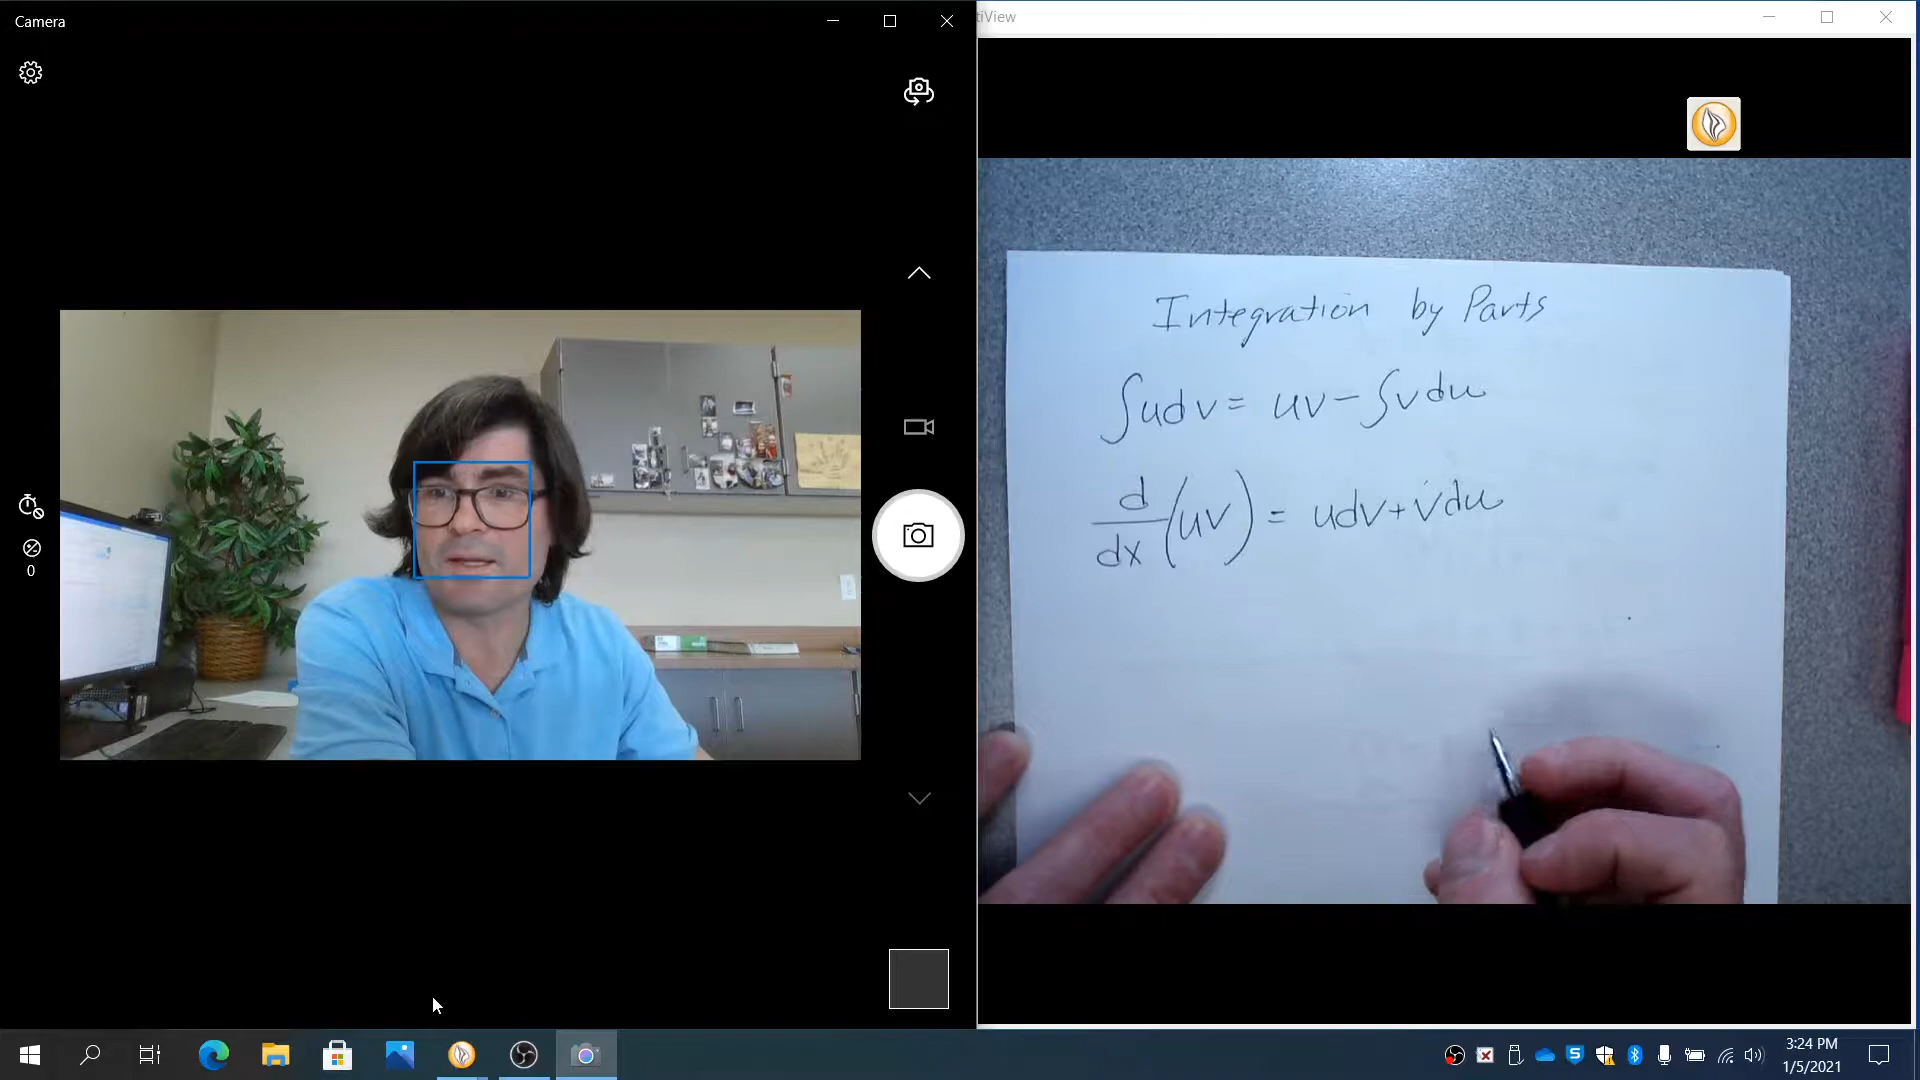 Camera
iView
0
Integration by Parts
∫udv = uv - ∫vdu
d/dx (uv) = udv + vdu
3:24 PM
1/5/2021